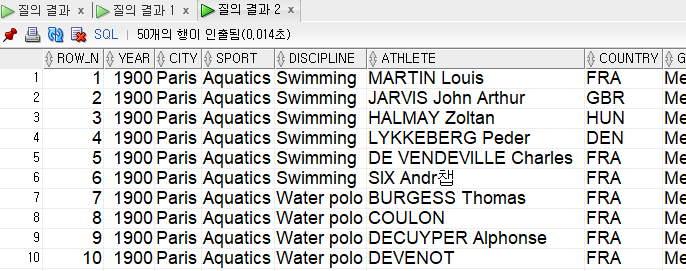 질의 결과 × 질의 결과 1 × 질의 결과 2 ×
SQL | 50개의 행이 인출됨(0,014초)
ROW_N YEAR CITY SPORT DISCIPLINE ATHLETE COUNTRY G
1 1 1900 Paris Aquatics Swimming MARTIN Louis FRA Me
2 2 1900 Paris Aquatics Swimming JARVIS John Arthur GBR Me
3 3 1900 Paris Aquatics Swimming HALMAY Zoltan HUN Me
4 4 1900 Paris Aquatics Swimming LYKKEBERG Peder DEN Me
5 5 1900 Paris Aquatics Swimming DE VENDEVILLE Charles FRA Me
6 6 1900 Paris Aquatics Swimming SIX Andr챕 FRA Me
7 7 1900 Paris Aquatics Water polo BURGESS Thomas FRA Me
8 8 1900 Paris Aquatics Water polo COULON FRA Me
9 9 1900 Paris Aquatics Water polo DECUYPER Alphonse FRA Me
10 10 1900 Paris Aquatics Water polo DEVENOT FRA Me